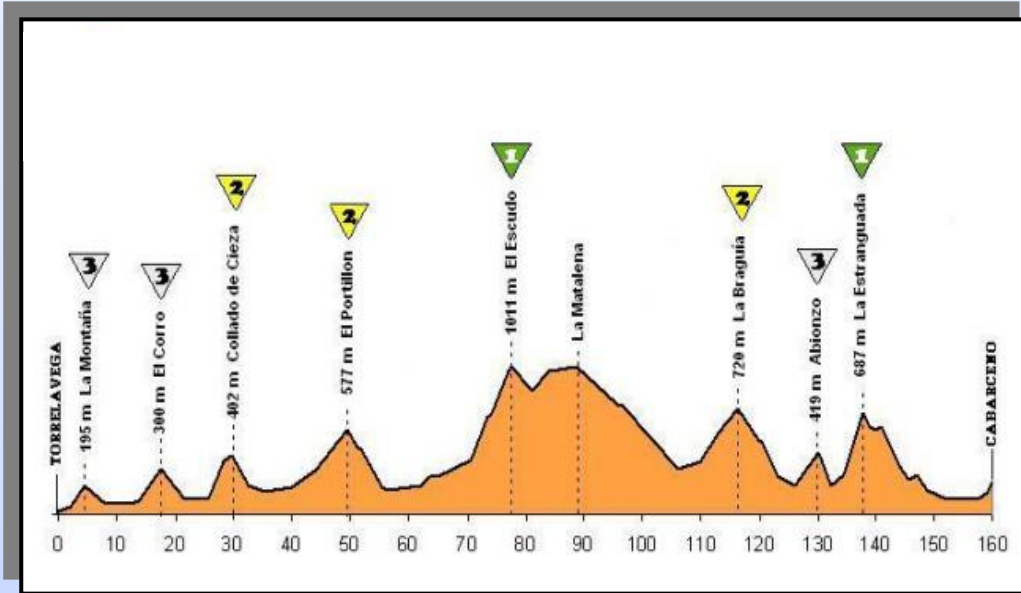 TORRELAVEGA
3
195 m La Montaña
3
300 m El Corro
2
402 m Collado de Cieza
2
577 m El Portillon
1
1011 m El Escudo
La Matalena
2
720 m La Braguia
3
419 m Abionzo
1
687 m La Estranguada
CABARCENO
0 10 20 30 40 50 60 70 80 90 100 110 120 130 140 150 160